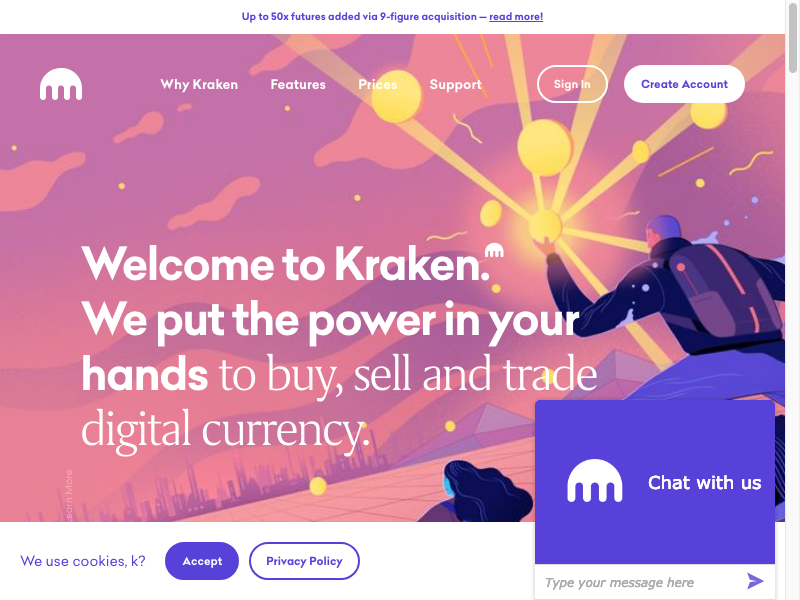 Up to 50x futures added via 9-figure acquisition — read more!
Why Kraken
Features
Prices
Support
Sign In
Create Account
Welcome to Kraken.
We put the power in your
hands to buy, sell and trade
digital currency.
Learn More
Chat with us
Type your message here
We use cookies, k?
Accept
Privacy Policy